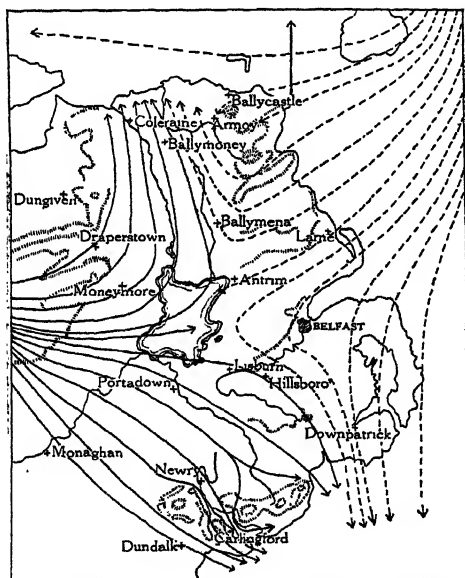 Ballycastle
Coleraine
Armoy
Ballymoney
Dungiven
Ballymena
Draperstown
Larne
Antrim
Moneymore
BELFAST
Lisburn
Hillsboro'
Portadown
Downpatrick
Monaghan
Newry
Carlingford
Dundalk